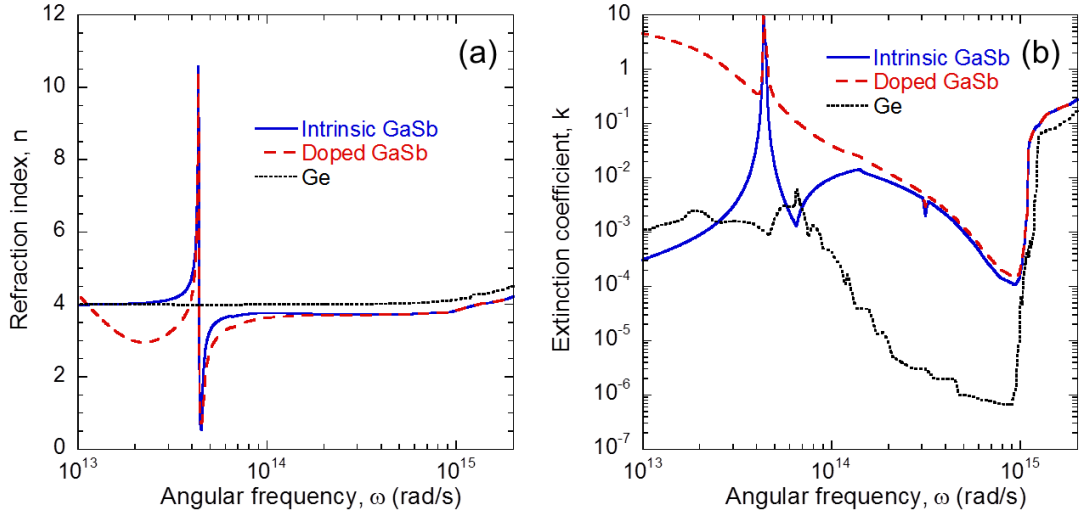 (a)
Intrinsic GaSb
Doped GaSb
Ge
Refraction index, n
12
10
8
6
4
2
0
10^13
10^14
10^15
Angular frequency, ω (rad/s)
(b)
Intrinsic GaSb
Doped GaSb
Ge
Extinction coefficient, k
10
1
10^-1
10^-2
10^-3
10^-4
10^-5
10^-6
10^-7
10^13
10^14
10^15
Angular frequency, ω (rad/s)